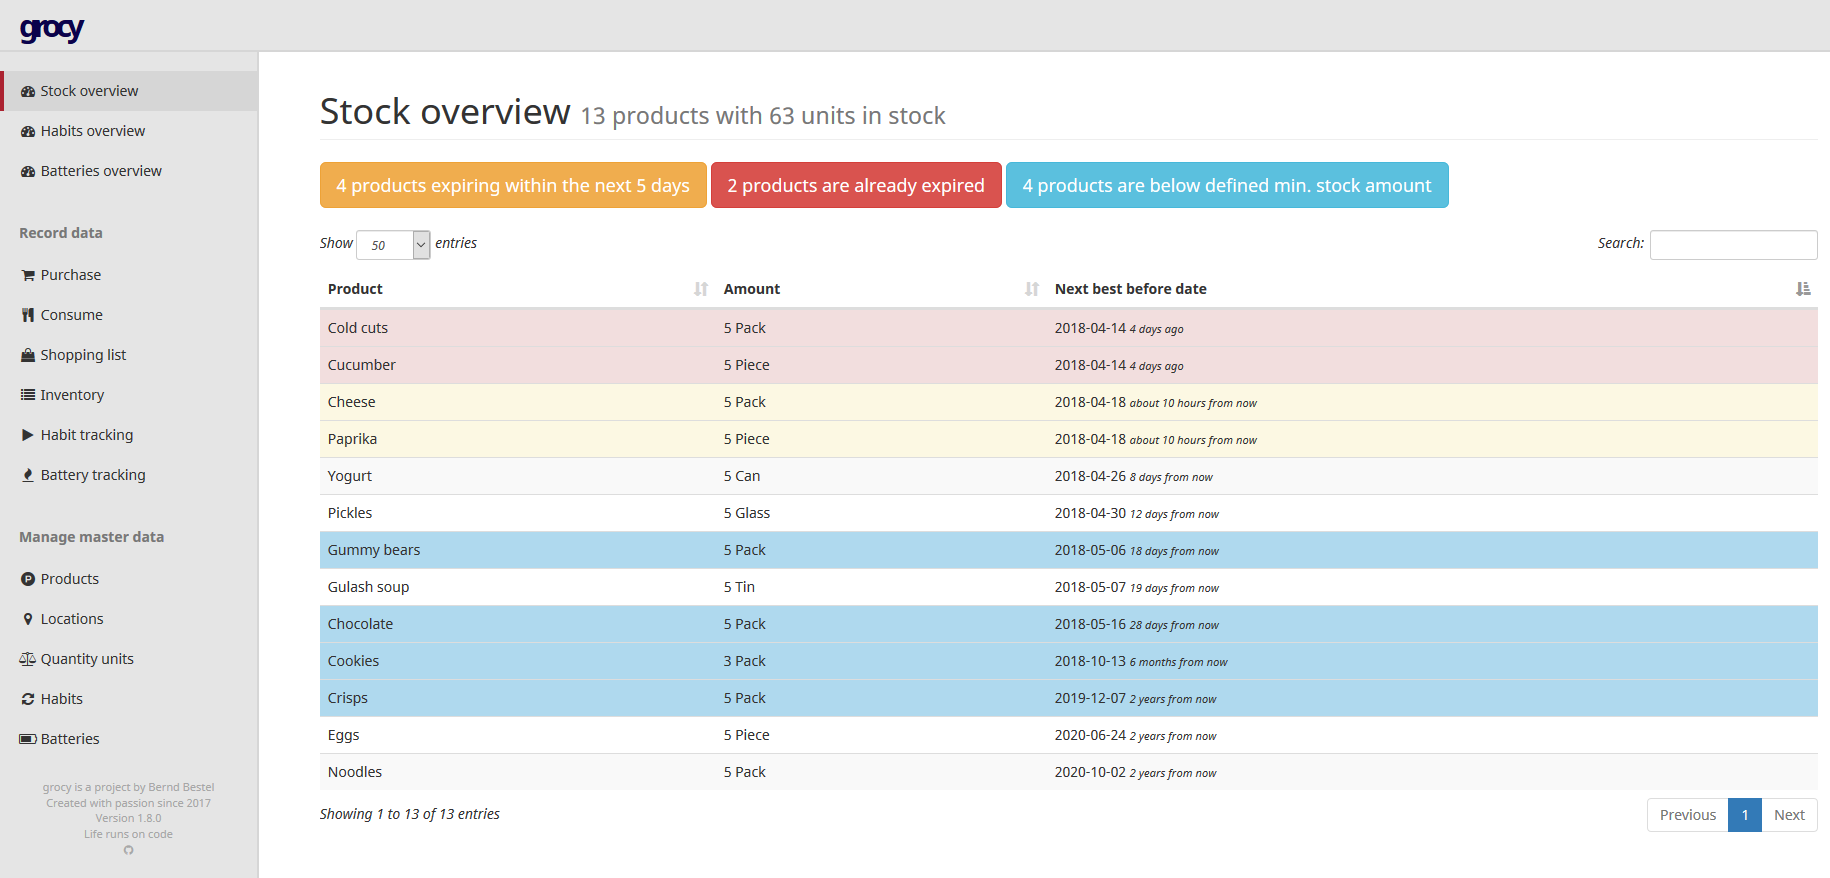 grocy
Stock overview
Habits overview
Batteries overview
Record data
Purchase
Consume
Shopping list
Inventory
Habit tracking
Battery tracking
Manage master data
Products
Locations
Quantity units
Habits
Batteries
grocy is a project by Bernd Bestel
Created with passion since 2017
Version 1.8.0
Life runs on code
Stock overview 13 products with 63 units in stock
4 products expiring within the next 5 days 2 products are already expired 4 products are below defined min. stock amount
Show 50 entries Search:
Product Amount Next best before date
Cold cuts 5 Pack 2018-04-14 4 days ago
Cucumber 5 Piece 2018-04-14 4 days ago
Cheese 5 Pack 2018-04-18 about 10 hours from now
Paprika 5 Piece 2018-04-18 about 10 hours from now
Yogurt 5 Can 2018-04-26 8 days from now
Pickles 5 Glass 2018-04-30 12 days from now
Gummy bears 5 Pack 2018-05-06 18 days from now
Gulash soup 5 Tin 2018-05-07 19 days from now
Chocolate 5 Pack 2018-05-16 28 days from now
Cookies 3 Pack 2018-10-13 6 months from now
Crisps 5 Pack 2019-12-07 2 years from now
Eggs 5 Piece 2020-06-24 2 years from now
Noodles 5 Pack 2020-10-02 2 years from now
Showing 1 to 13 of 13 entries
Previous 1 Next